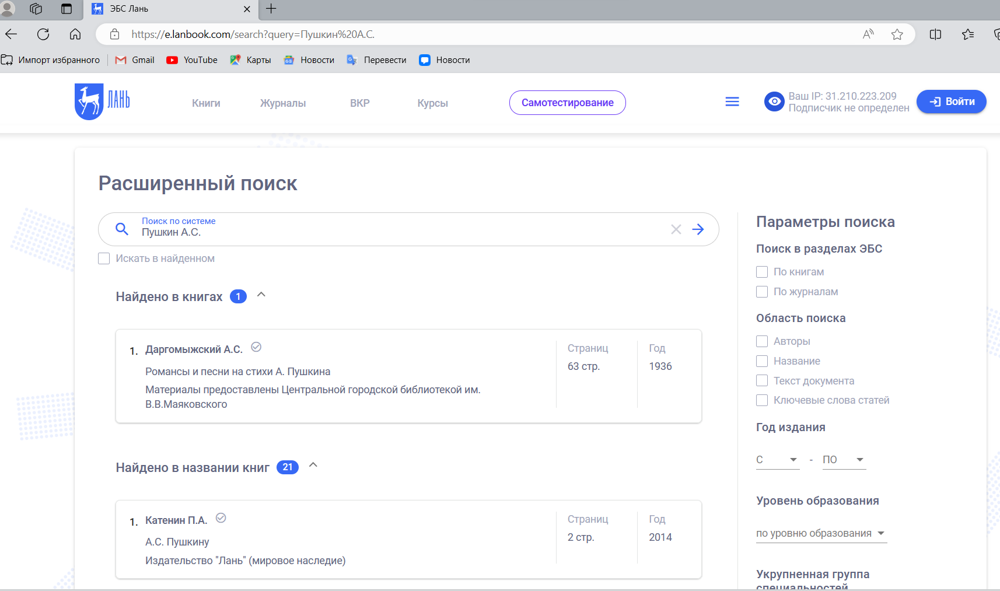 ЭБС Лань
https://e.lanbook.com/search?query=Пушкин%20А.С.
Импорт избранного
Gmail
YouTube
Карты
Новости
Перевести
Новости
ЛАНЬ
Книги
Журналы
ВКР
Курсы
Самотестирование
Ваш IP: 31.210.223.209
Подписчик не определен
Войти
Расширенный поиск
Поиск по системе
Пушкин А.С.
Искать в найденном
Найдено в книгах 1
1. Даргомыжский А.С.
Романсы и песни на стихи А. Пушкина
Материалы предоставлены Центральной городской библиотекой им.
В.В.Маяковского
Страниц
63 стр.
Год
1936
Найдено в названии книг 21
1. Катенин П.А.
А.С. Пушкину
Издательство "Лань" (мировое наследие)
Страниц
2 стр.
Год
2014
Параметры поиска
Поиск в разделах ЭБС
По книгам
По журналам
Область поиска
Авторы
Название
Текст документа
Ключевые слова статей
Год издания
С - ПО
Уровень образования
по уровню образования
Укрупненная группа
специальностей